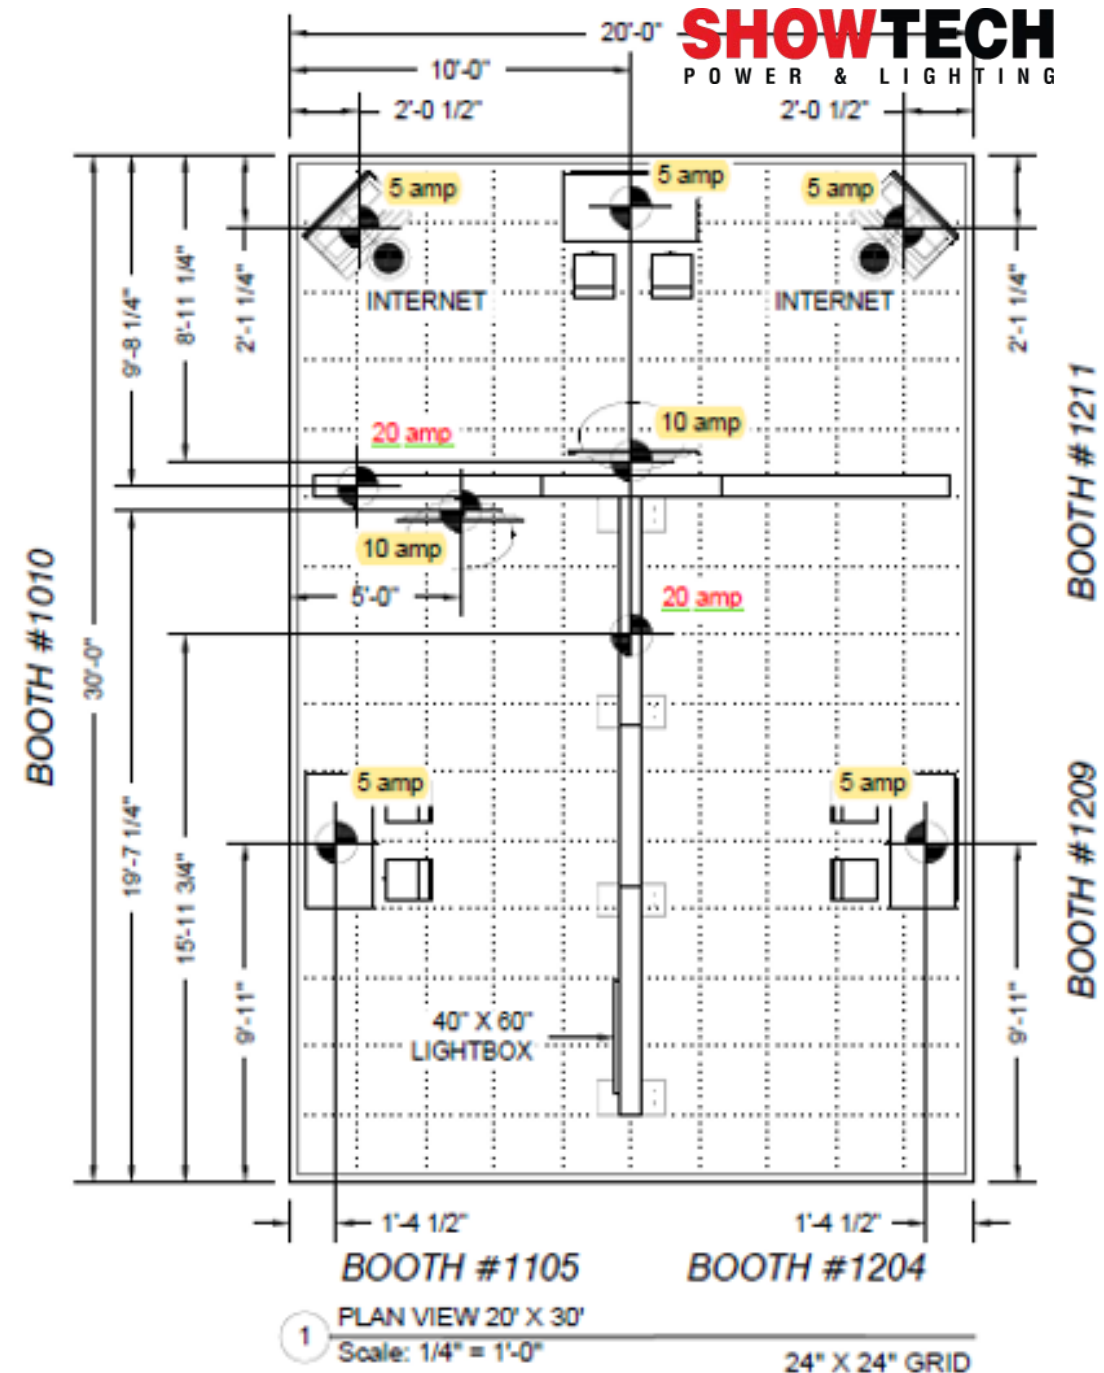 SHOWTECH
POWER & LIGHTING
20'-0"
10'-0"
2'-0 1/2"
2'-0 1/2"
5 amp
5 amp
5 amp
INTERNET
INTERNET
2'-1 1/4"
2'-1 1/4"
8'-11 1/4"
9'-8 1/4"
10 amp
20 amp
10 amp
5'-0"
20 amp
BOOTH #1211
BOOTH #1010
30'-0"
5 amp
5 amp
19'-7 1/4"
15'-11 3/4"
BOOTH #1209
9'-11"
9'-11"
40" X 60"
LIGHTBOX
1'-4 1/2"
1'-4 1/2"
BOOTH #1105
BOOTH #1204
1
PLAN VIEW 20' X 30'
Scale: 1/4" = 1'-0"
24" X 24" GRID